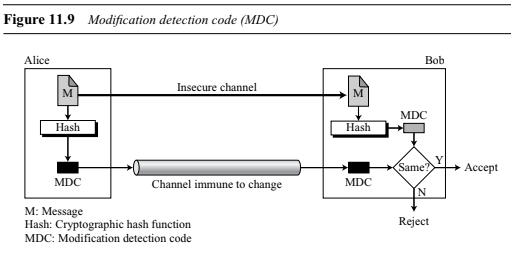 Figure 11.9 Modification detection code (MDC)
Alice
Bob
M
Insecure channel
M
Hash
Hash
MDC
MDC
Channel immune to change
MDC
Same?
Y
Accept
N
Reject
M: Message
Hash: Cryptographic hash function
MDC: Modification detection code